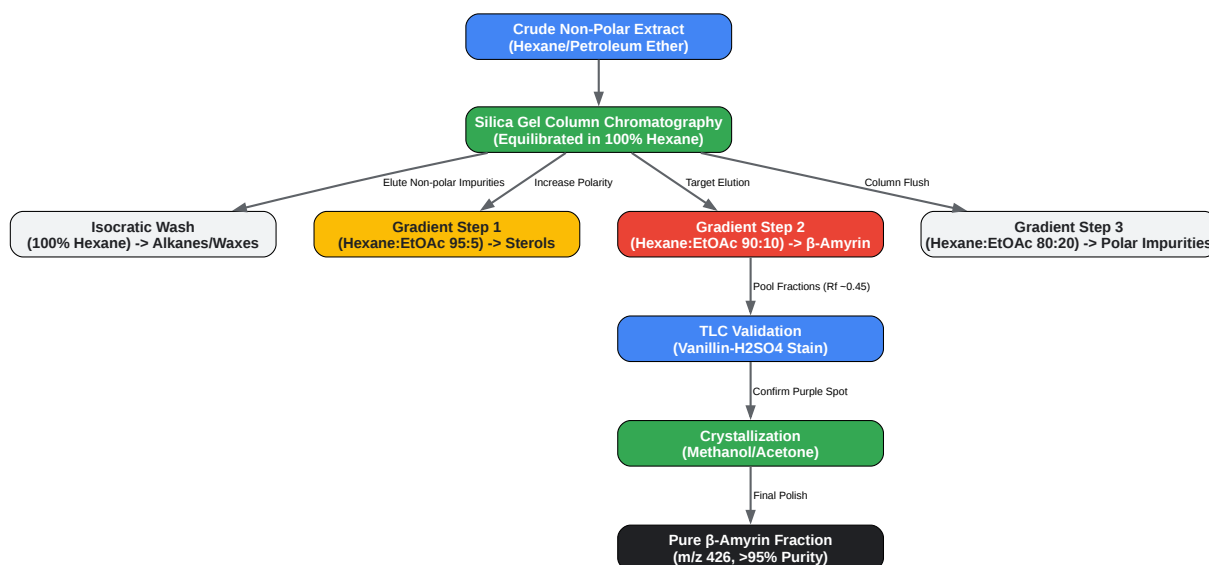 Crude Non-Polar Extract
(Hexane/Petroleum Ether)
Silica Gel Column Chromatography
(Equilibrated in 100% Hexane)
Elute Non-polar Impurities
Increase Polarity
Target Elution
Column Flush
Isocratic Wash
(100% Hexane) -> Alkanes/Waxes
Gradient Step 1
(Hexane:EtOAc 95:5) -> Sterols
Gradient Step 2
(Hexane:EtOAc 90:10) -> β-Amyrin
Gradient Step 3
(Hexane:EtOAc 80:20) -> Polar Impurities
Pool Fractions (Rf ~0.45)
TLC Validation
(Vanillin-H2SO4 Stain)
Confirm Purple Spot
Crystallization
(Methanol/Acetone)
Final Polish
Pure β-Amyrin Fraction
(m/z 426, >95% Purity)